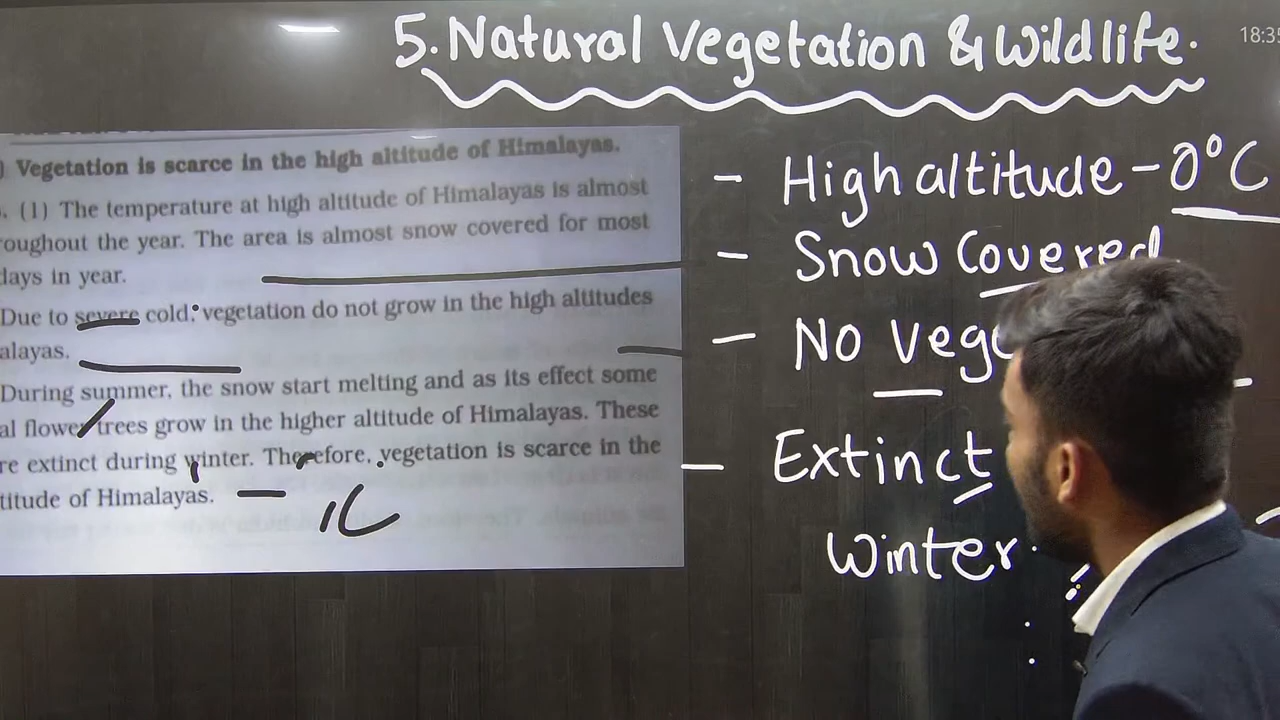 5. Natural Vegetation & Wildlife.
18:35
) Vegetation is scarce in the high altitude of Himalayas.
. (1) The temperature at high altitude of Himalayas is almost
roughout the year. The area is almost snow covered for most
days in year.
Due to severe cold, vegetation do not grow in the high altitudes
alayas.
During summer, the snow start melting and as its effect some
al flower trees grow in the higher altitude of Himalayas. These
re extinct during winter. Therefore, vegetation is scarce in the
titude of Himalayas.
- High altitude - 0°C
- Snow Covered
- No Vege
- Extinct
Winter.